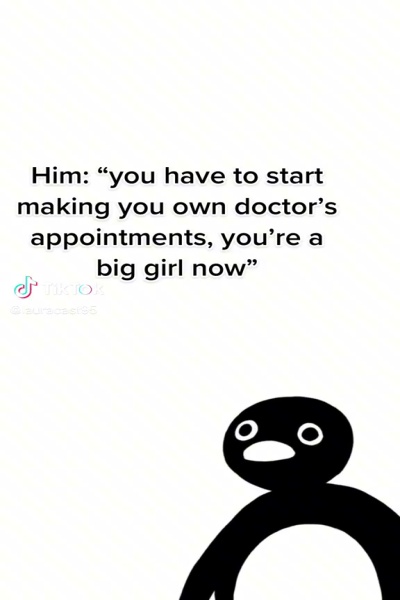 Him: “you have to start
making you own doctor’s
appointments, you’re a
big girl now”
TikTok